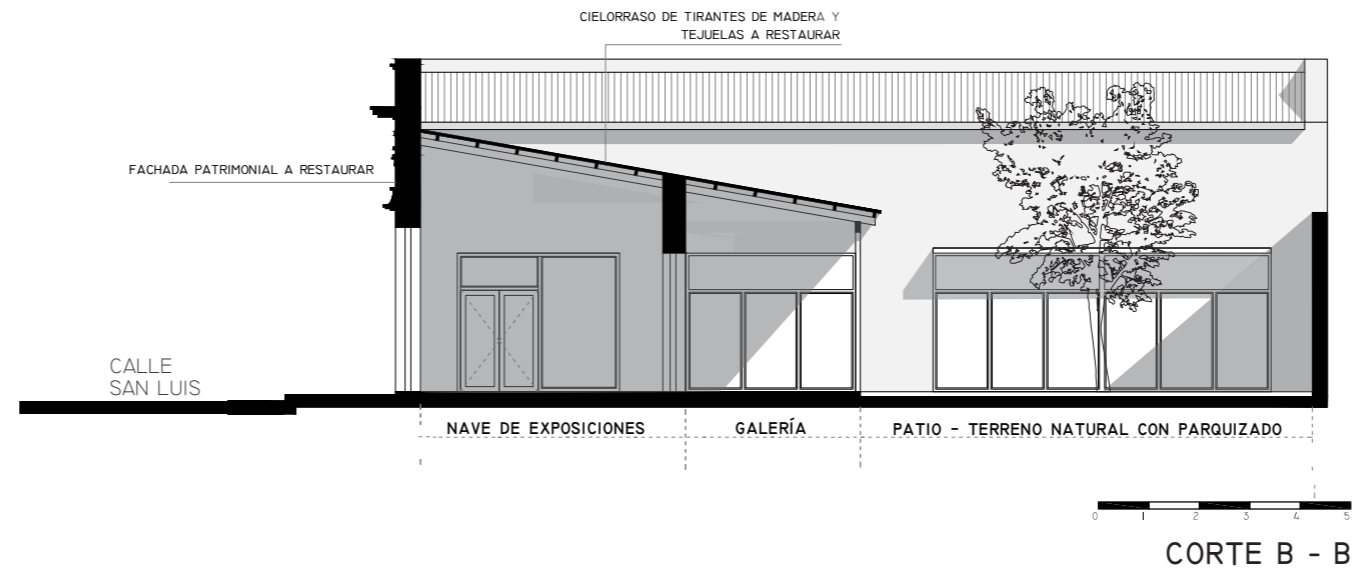 CIELORRASO DE TIRANTES DE MADERA Y
TEJUELAS A RESTAURAR
FACHADA PATRIMONIAL A RESTAURAR
CALLE
SAN LUIS
NAVE DE EXPOSICIONES
GALERÍA
PATIO - TERRENO NATURAL CON PARQUIZADO
0 1 2 3 4 5
CORTE B - B